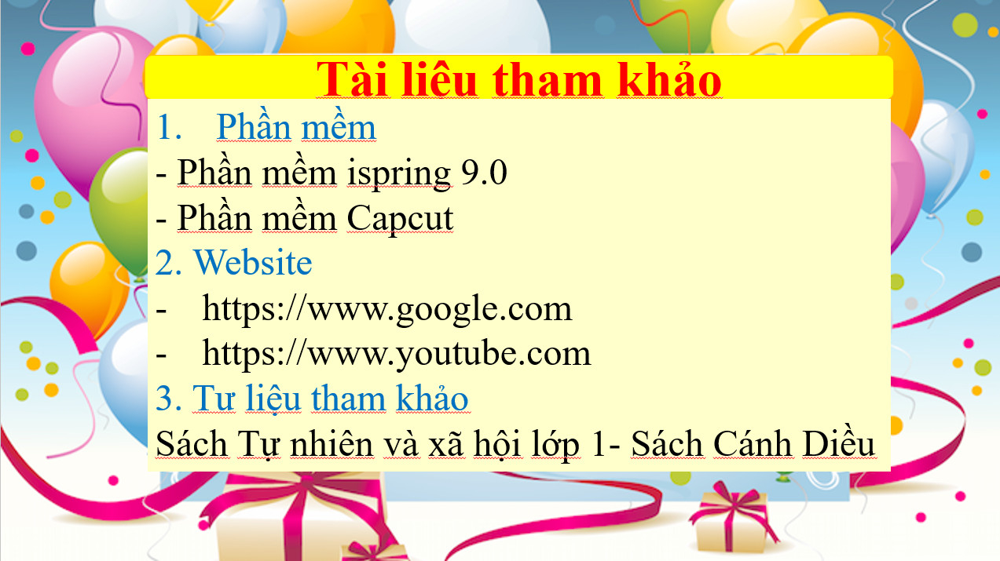 Tài liệu tham khảo
1. Phần mềm
- Phần mềm ispring 9.0
- Phần mềm Capcut
2. Website
- https://www.google.com
- https://www.youtube.com
3. Tư liệu tham khảo
Sách Tự nhiên và xã hội lớp 1- Sách Cánh Diều